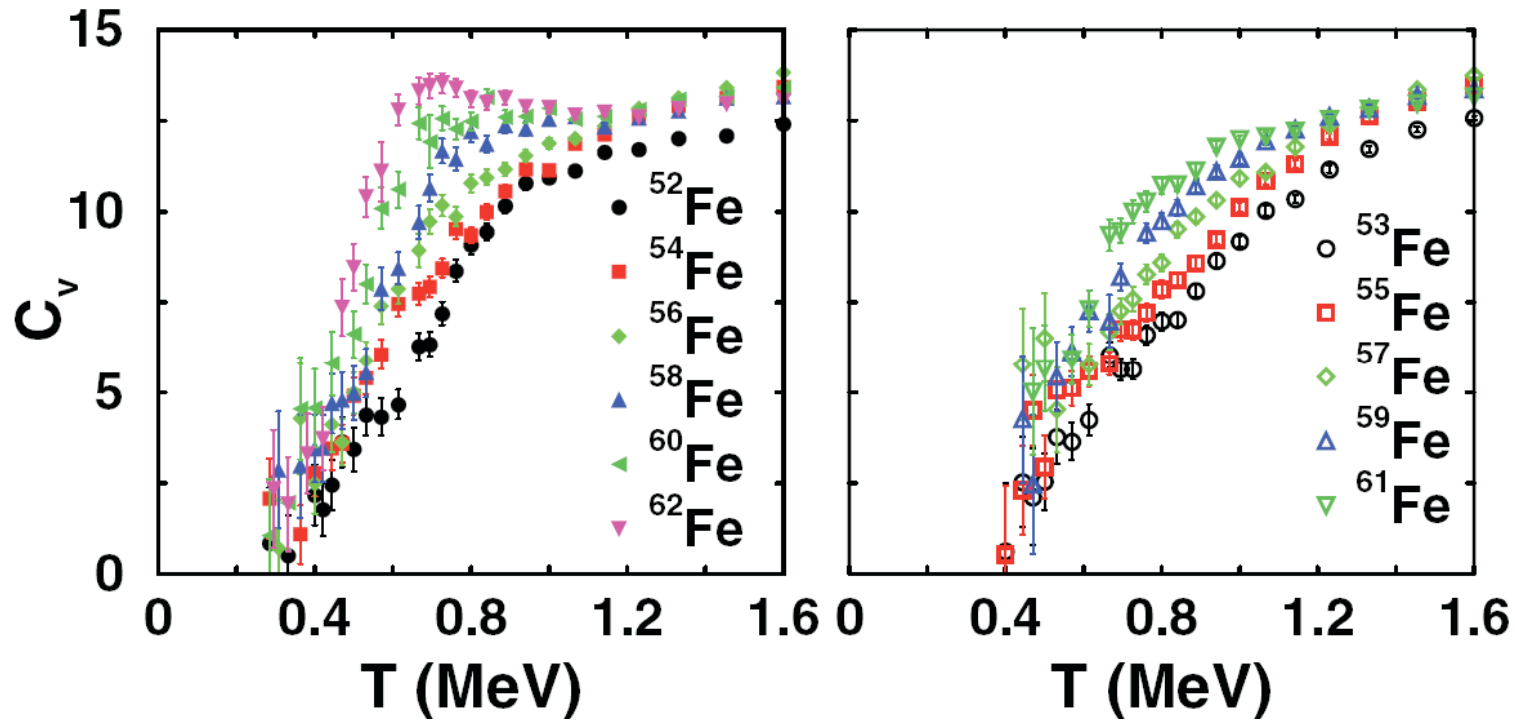 15
10
5
0
C_v
0 0.4 0.8 1.2 1.6
T (MeV)
⁵²Fe
⁵⁴Fe
⁵⁶Fe
⁵⁸Fe
⁶⁰Fe
⁶²Fe
0 0.4 0.8 1.2 1.6
T (MeV)
⁵³Fe
⁵⁵Fe
⁵⁷Fe
⁵⁹Fe
⁶¹Fe